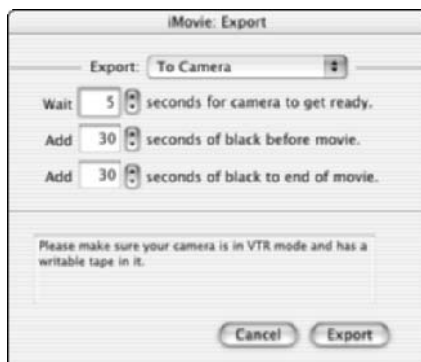 iMovie: Export
Export: To Camera
Wait 5 seconds for camera to get ready.
Add 30 seconds of black before movie.
Add 30 seconds of black to end of movie.
Please make sure your camera is in VTR mode and has a
writable tape in it.
Cancel Export